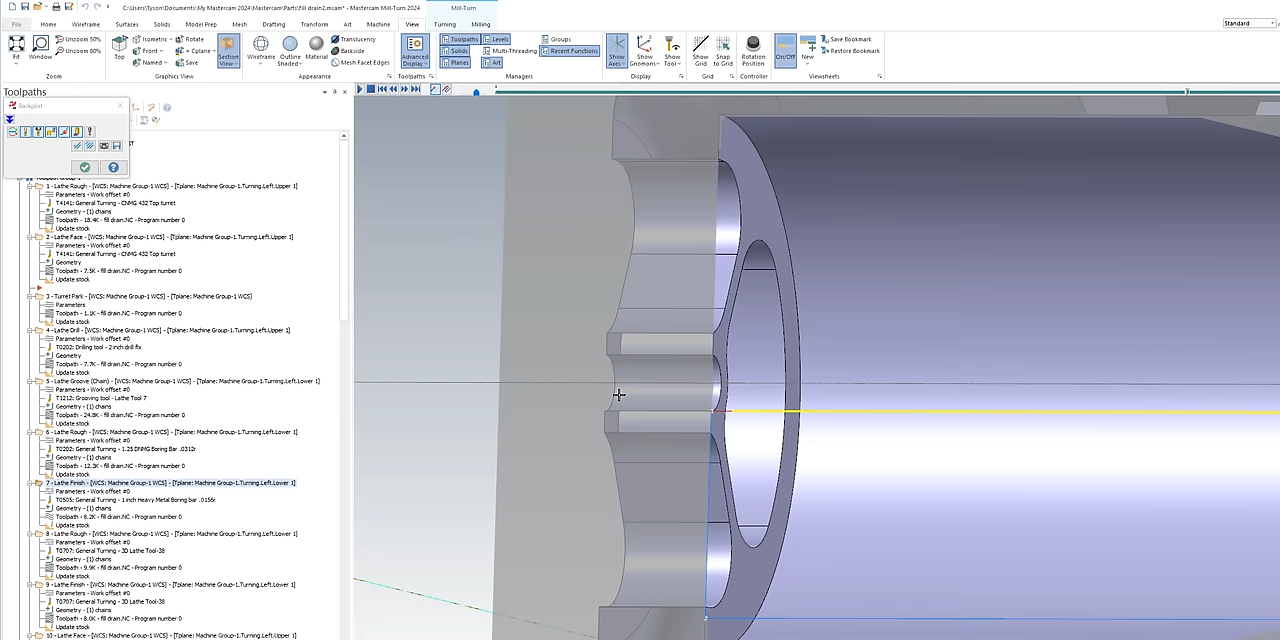 C:\Users\Tyson\Documents\My Mastercam 2024\Mastercam\Parts\fill drain2.mcam* - Mastercam Mill-Turn 2024
Mill-Turn
File Home Wireframe Surfaces Solids Model Prep Mesh Drafting Transform Art Machine View Turning Milling
Standard
Fit
Window
Unzoom 50%
Unzoom 80%
Zoom
Top
Isometric
Front
Named
Rotate
= Cplane
Save
Section View
Graphics View
Wireframe
Outline Shaded
Material
Translucency
Backside
Mesh Facet Edges
Appearance
Advanced Display
Toolpaths
Toolpaths
Solids
Planes
Levels
Multi-Threading
Art
Groups
Recent Functions
Managers
Show Axes
Show Gnomons
Show Tool
Display
Show Grid
Snap to Grid
Grid
Rotation Position
Controller
On/Off
New
Save Bookmark
Restore Bookmark
Viewsheets
Toolpaths
Backplot
1 - Lathe Rough - [WCS: Machine Group-1 WCS] - [Tplane: Machine Group-1.Turning.Left.Upper 1]
Parameters - Work offset #0
T4141: General Turning - CNMG 432 Top turret
Geometry - (1) chains
Toolpath - 18.4K - fill drain.NC - Program number 0
Update stock
2 - Lathe Face - [WCS: Machine Group-1 WCS] - [Tplane: Machine Group-1.Turning.Left.Upper 1]
Parameters - Work offset #0
T4141: General Turning - CNMG 432 Top turret
Geometry
Toolpath - 7.5K - fill drain.NC - Program number 0
Update stock
3 - Turret Park - [WCS: Machine Group-1 WCS] - [Tplane: Machine Group-1 WCS]
Parameters
Toolpath - 1.1K - fill drain.NC - Program number 0
Update stock
4 - Lathe Drill - [WCS: Machine Group-1 WCS] - [Tplane: Machine Group-1.Turning.Left.Lower 1]
Parameters - Work offset #0
T0202: Drilling tool - 2 inch drill fix
Geometry
Toolpath - 7.7K - fill drain.NC - Program number 0
Update stock
5 - Lathe Groove (Chain) - [WCS: Machine Group-1 WCS] - [Tplane: Machine Group-1.Turning.Left.Lower 1]
Parameters - Work offset #0
T1212: Grooving tool - Lathe Tool 7
Geometry - (1) chains
Toolpath - 24.8K - fill drain.NC - Program number 0
Update stock
6 - Lathe Rough - [WCS: Machine Group-1 WCS] - [Tplane: Machine Group-1.Turning.Left.Lower 1]
Parameters - Work offset #0
T0202: General Turning - 1.25 DNMG Boring Bar .0312r
Geometry - (1) chains
Toolpath - 12.3K - fill drain.NC - Program number 0
Update stock
7 - Lathe Finish - [WCS: Machine Group-1 WCS] - [Tplane: Machine Group-1.Turning.Left.Lower 1]
Parameters - Work offset #0
T0505: General Turning - 1 inch Heavy Metal Boring bar .0156r
Geometry - (1) chains
Toolpath - 8.2K - fill drain.NC - Program number 0
Update stock
8 - Lathe Rough - [WCS: Machine Group-1 WCS] - [Tplane: Machine Group-1.Turning.Left.Lower 1]
Parameters - Work offset #0
T0707: General Turning - 3D Lathe Tool-38
Geometry - (1) chains
Toolpath - 9.9K - fill drain.NC - Program number 0
Update stock
9 - Lathe Finish - [WCS: Machine Group-1 WCS] - [Tplane: Machine Group-1.Turning.Left.Lower 1]
Parameters - Work offset #0
T0707: General Turning - 3D Lathe Tool-38
Geometry - (1) chains
Toolpath - 8.0K - fill drain.NC - Program number 0
Update stock
10 - Lathe Face - [WCS: Machine Group-1 WCS] - [Tplane: Machine Group-1.Turning.Left.Lower 1]